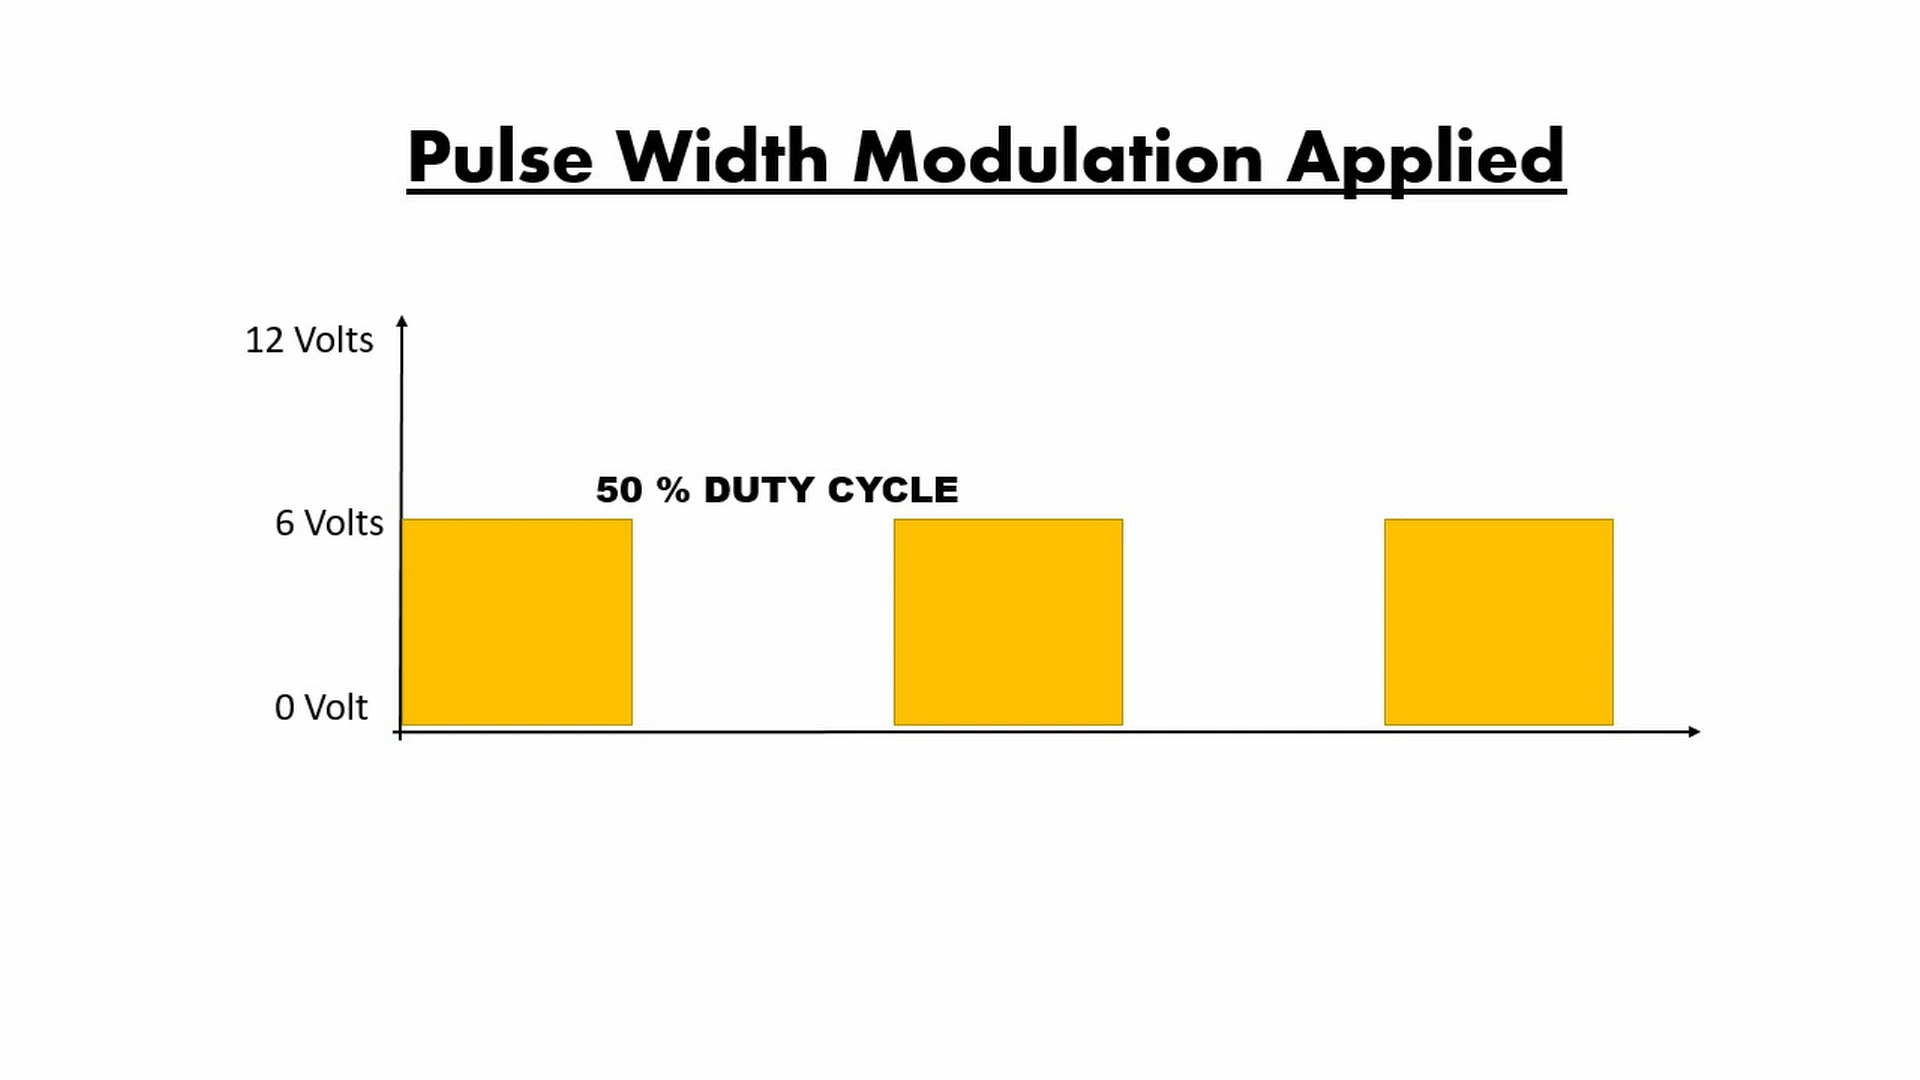 Pulse Width Modulation Applied
12 Volts
50 % DUTY CYCLE
6 Volts
0 Volt